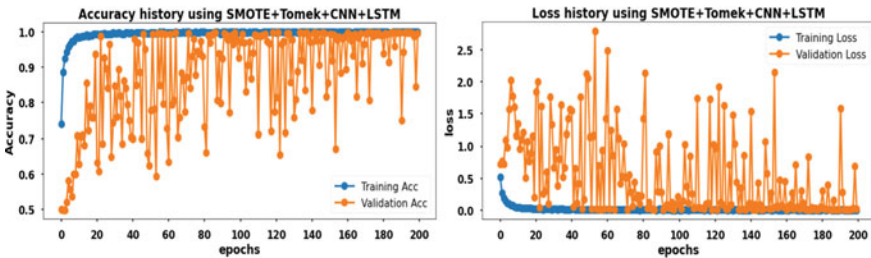 Accuracy history using SMOTE+Tomek+CNN+LSTM
1.0
0.9
0.8
0.7
0.6
0.5
Accuracy
Training Acc
Validation Acc
0 20 40 60 80 100 120 140 160 180 200
epochs
Loss history using SMOTE+Tomek+CNN+LSTM
Training Loss
Validation Loss
2.5
2.0
1.5
1.0
0.5
0.0
loss
0 20 40 60 80 100 120 140 160 180 200
epochs